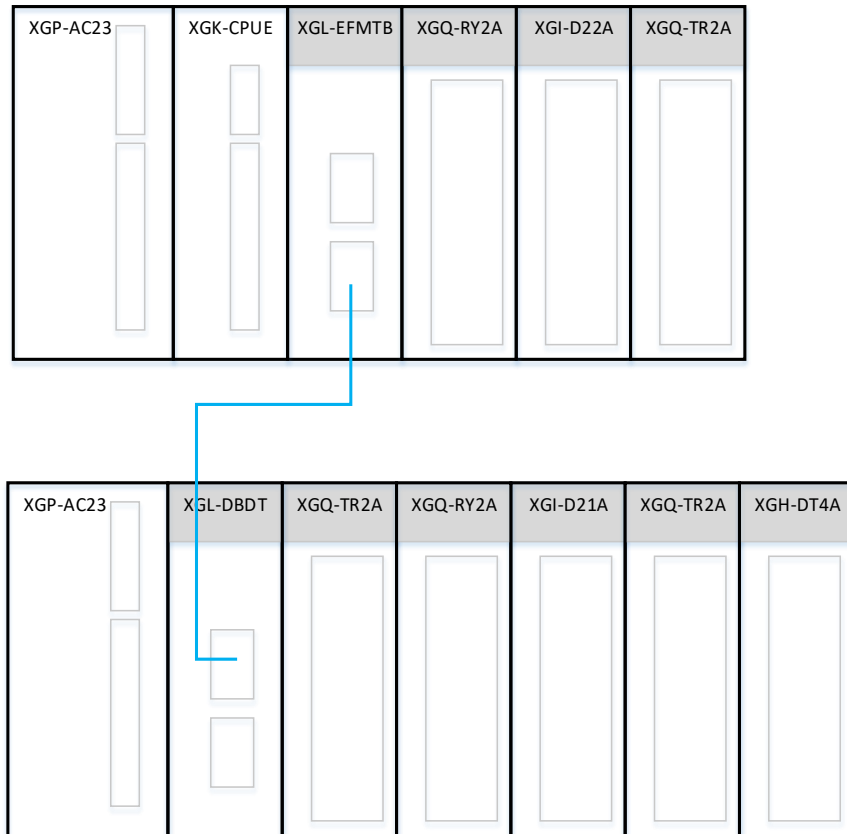 XGP-AC23 XGK-CPUE XGL-EFMTB XGQ-RY2A XGI-D22A XGQ-TR2A
XGP-AC23 XGL-DBDT XGQ-TR2A XGQ-RY2A XGI-D21A XGQ-TR2A XGH-DT4A